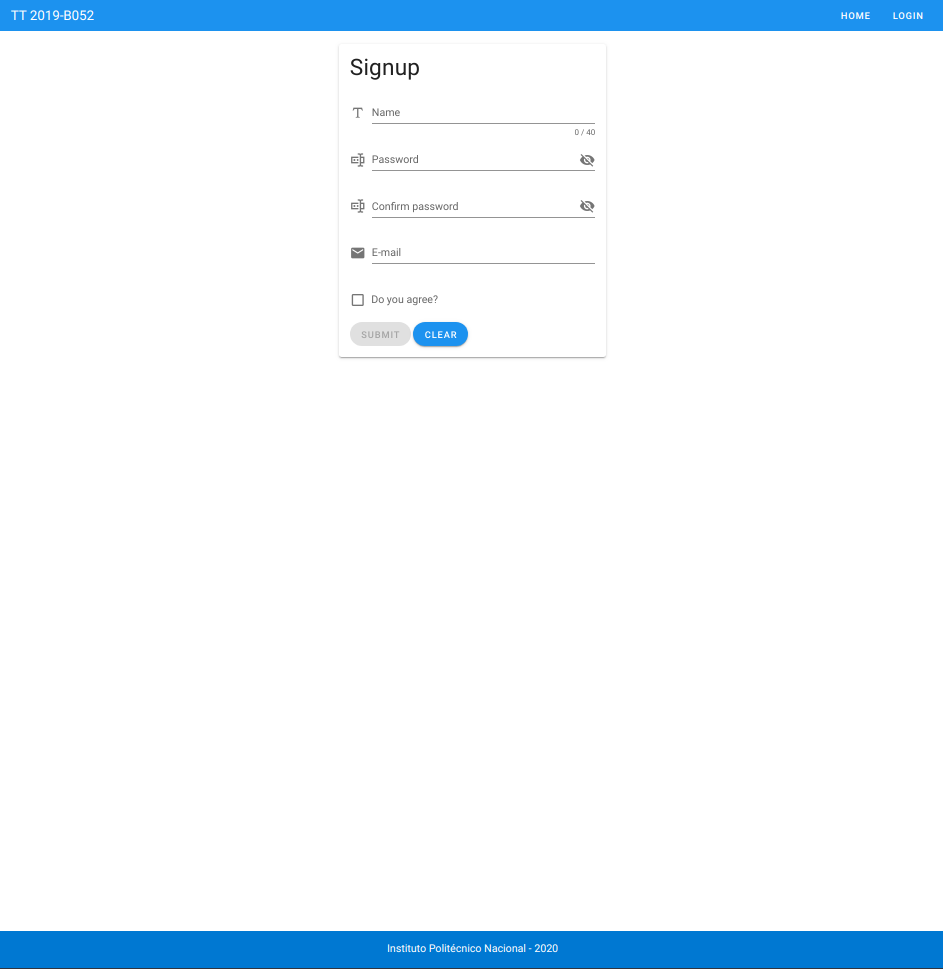 TT 2019-B052 HOME LOGIN
Signup
Name
0 / 40
Password
Confirm password
E-mail
Do you agree?
SUBMIT CLEAR
Instituto Politécnico Nacional - 2020